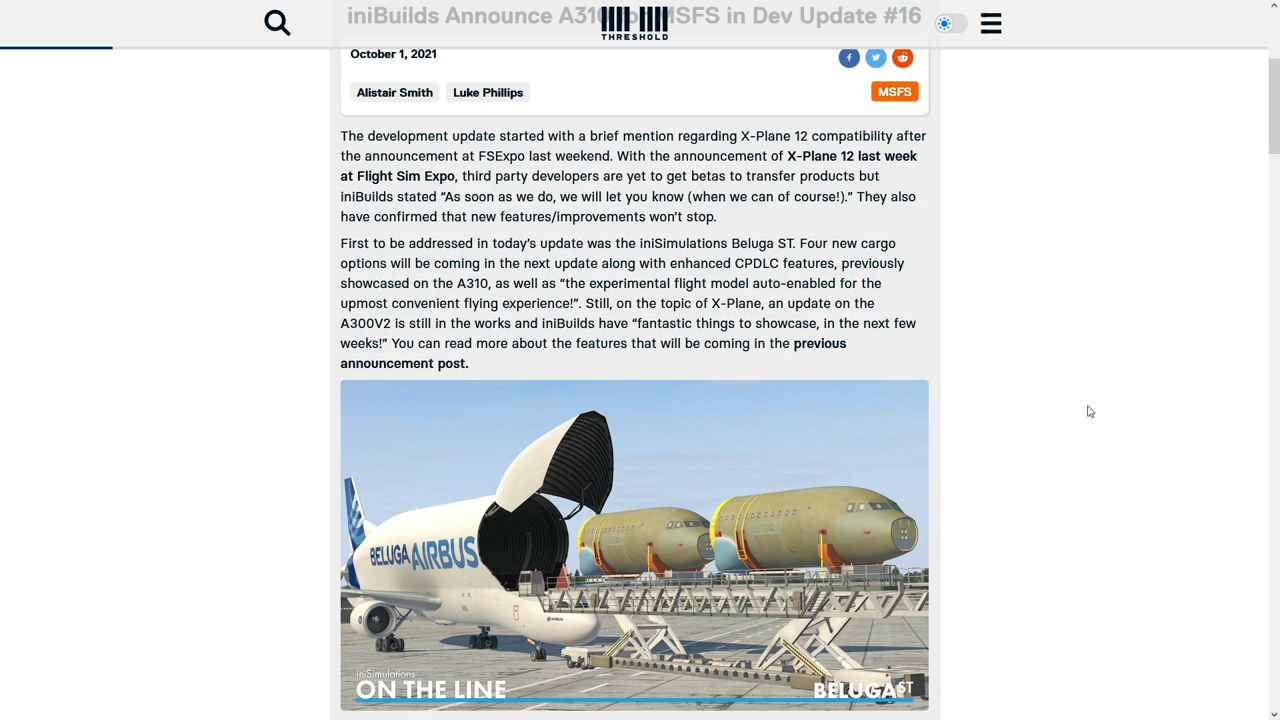 iniBuilds Announce A310 for MSFS in Dev Update #16
THRESHOLD
October 1, 2021
Alistair Smith
Luke Phillips
MSFS
The development update started with a brief mention regarding X-Plane 12 compatibility after
the announcement at FSExpo last weekend. With the announcement of X-Plane 12 last week
at Flight Sim Expo, third party developers are yet to get betas to transfer products but
iniBuilds stated “As soon as we do, we will let you know (when we can of course!).” They also
have confirmed that new features/improvements won’t stop.
First to be addressed in today’s update was the iniSimulations Beluga ST. Four new cargo
options will be coming in the next update along with enhanced CPDLC features, previously
showcased on the A310, as well as “the experimental flight model auto-enabled for the
upmost convenient flying experience!”. Still, on the topic of X-Plane, an update on the
A300V2 is still in the works and iniBuilds have “fantastic things to showcase, in the next few
weeks!” You can read more about the features that will be coming in the previous
announcement post.
BELUGA AIRBUS
AIRBUS
iniSimulations
ON THE LINE
BELUGAST